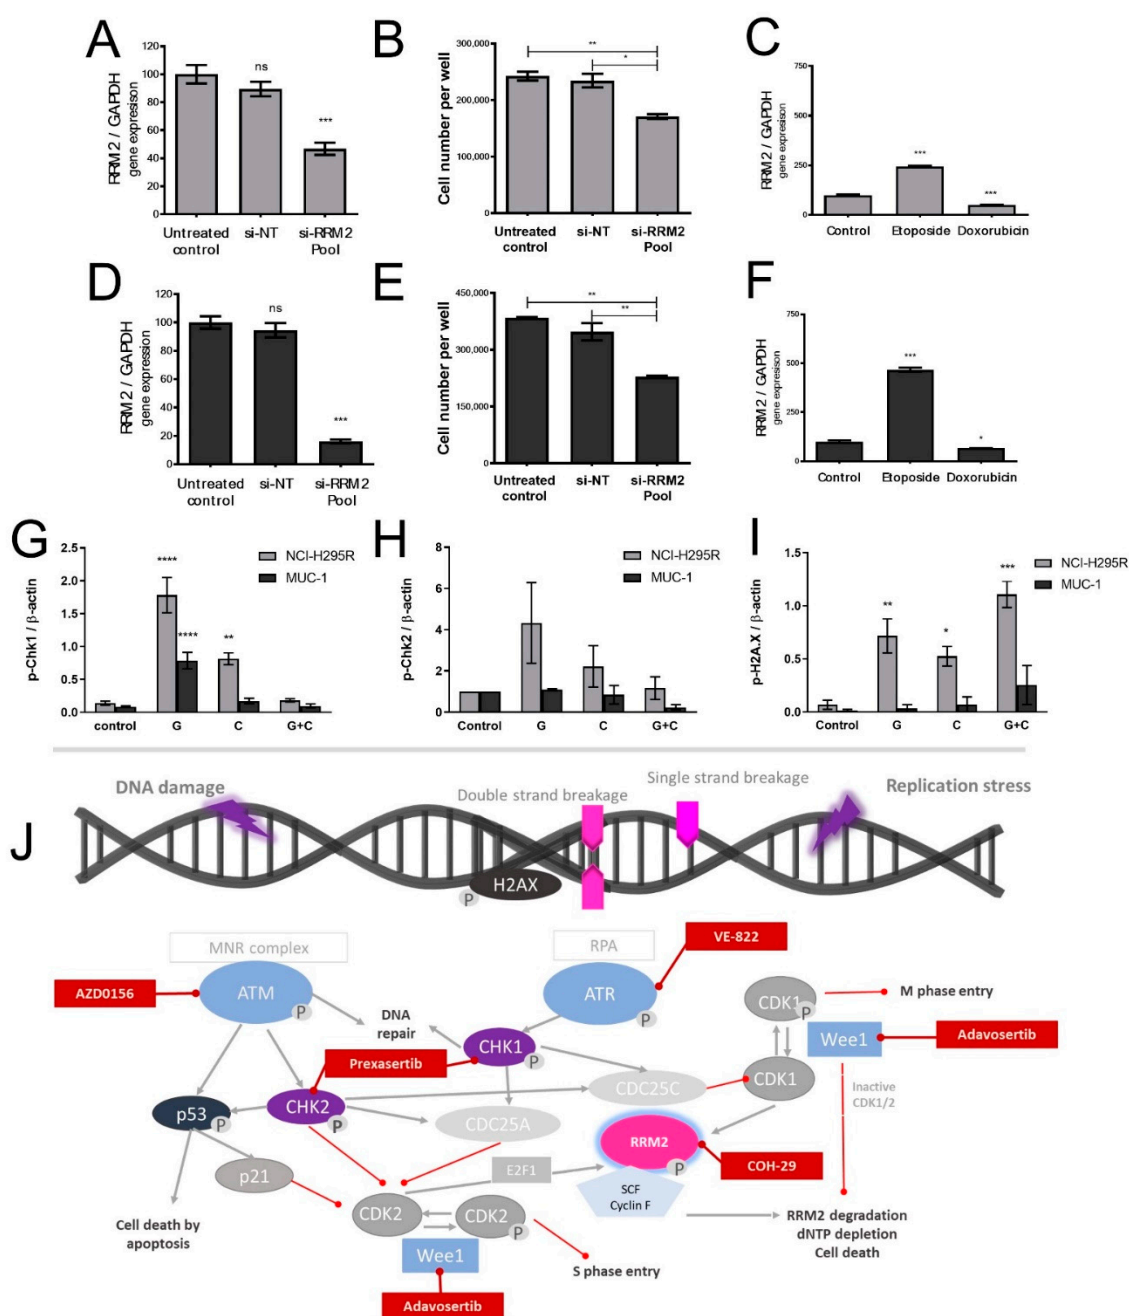 A
RRM2 / GAPDH
gene expresison
120
100
80
60
40
20
0
ns
***
Untreated
control
si-NT
si-RRM2
Pool
B
Cell number per well
300,000
200,000
100,000
0
**
*
Untreated
control
si-NT
si-RRM2
Pool
C
RRM2 / GAPDH
gene expresison
750
500
250
0
***
***
Control
Etoposide
Doxorubicin
D
RRM2 / GAPDH
gene expression
120
100
80
60
40
20
0
ns
***
Untreated
control
si-NT
si-RRM2
Pool
E
Cell number per well
450,000
300,000
150,000
0
**
**
Untreated
control
si-NT
si-RRM2
Pool
F
RRM2 / GAPDH
gene expresison
750
500
250
0
***
*
Control
Etoposide
Doxorubicin
G
p-Chk1 / β-actin
2.5
2.0
1.5
1.0
0.5
0.0
****
****
**
NCI-H295R
MUC-1
control
G
C
G+C
H
p-Chk2 / β-actin
8
6
4
2
0
NCI-H295R
MUC-1
Control
G
C
G+C
I
p-H2A.X / β-actin
1.5
1.0
0.5
0.0
**
*
***
NCI-H295R
MUC-1
Control
G
C
G+C
J
DNA damage
Double strand breakage
Single strand breakage
Replication stress
H2AX
P
MNR complex
ATM
P
AZD0156
RPA
ATR
P
VE-822
DNA
repair
CHK1
P
Prexasertib
CHK2
P
p53
P
p21
Cell death by
apoptosis
CDC25A
CDC25C
CDK1
P
M phase entry
Wee1
Adavosertib
CDK1
Inactive
CDK1/2
RRM2
P
COH-29
SCF
Cyclin F
E2F1
CDK2
CDK2
P
Wee1
Adavosertib
S phase entry
RRM2 degradation
dNTP depletion
Cell death